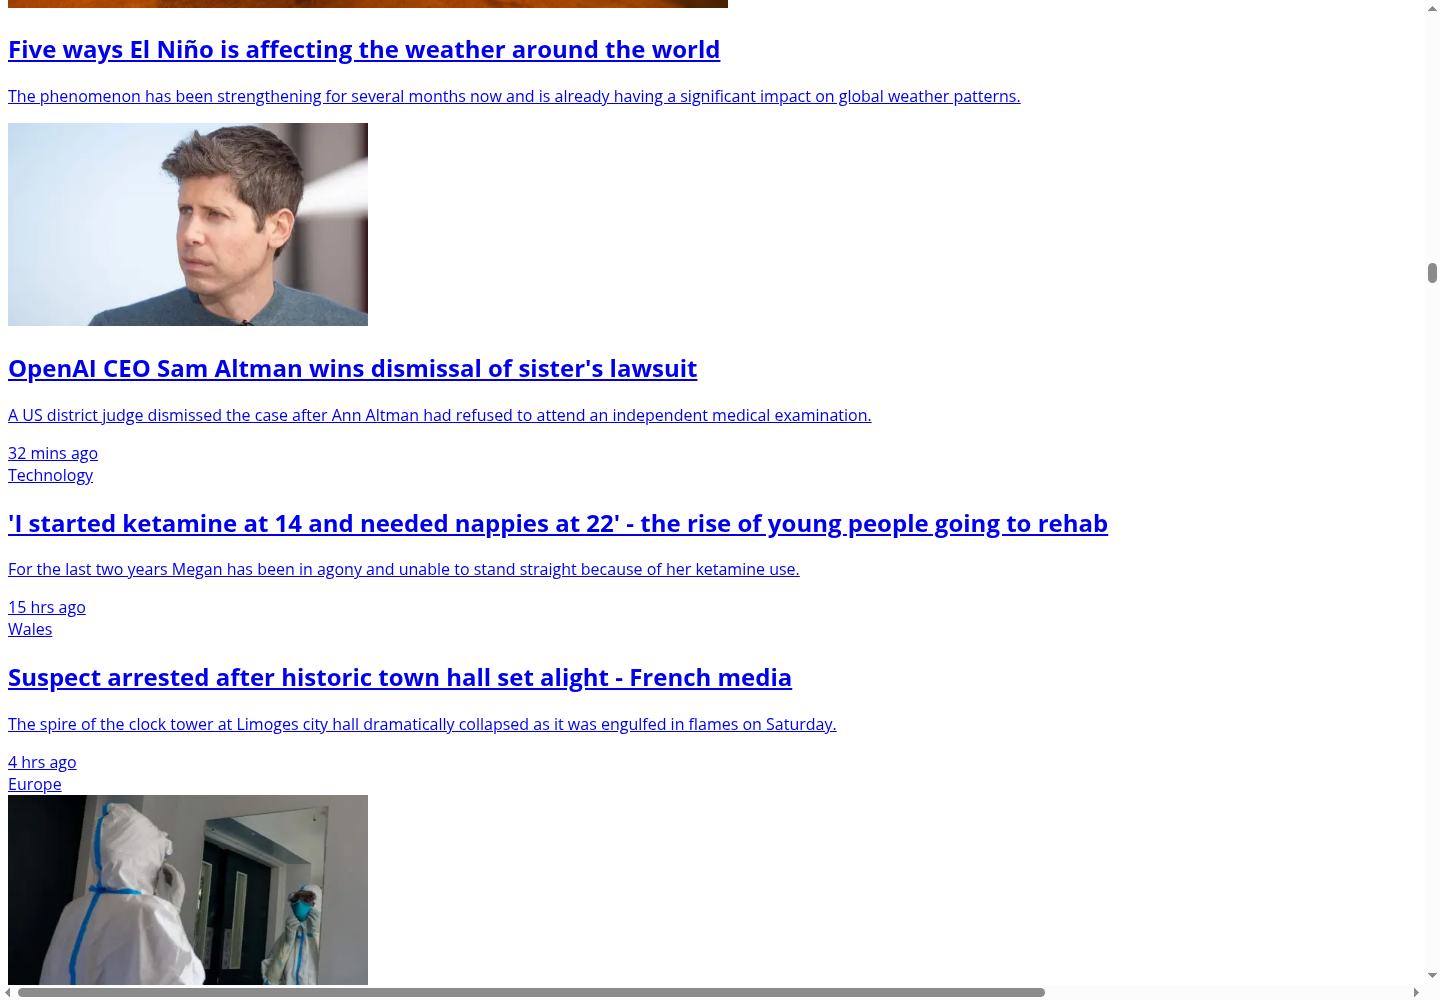 Five ways El Niño is affecting the weather around the world
The phenomenon has been strengthening for several months now and is already having a significant impact on global weather patterns.
OpenAI CEO Sam Altman wins dismissal of sister's lawsuit
A US district judge dismissed the case after Ann Altman had refused to attend an independent medical examination.
32 mins ago
Technology
'I started ketamine at 14 and needed nappies at 22' - the rise of young people going to rehab
For the last two years Megan has been in agony and unable to stand straight because of her ketamine use.
15 hrs ago
Wales
Suspect arrested after historic town hall set alight - French media
The spire of the clock tower at Limoges city hall dramatically collapsed as it was engulfed in flames on Saturday.
4 hrs ago
Europe